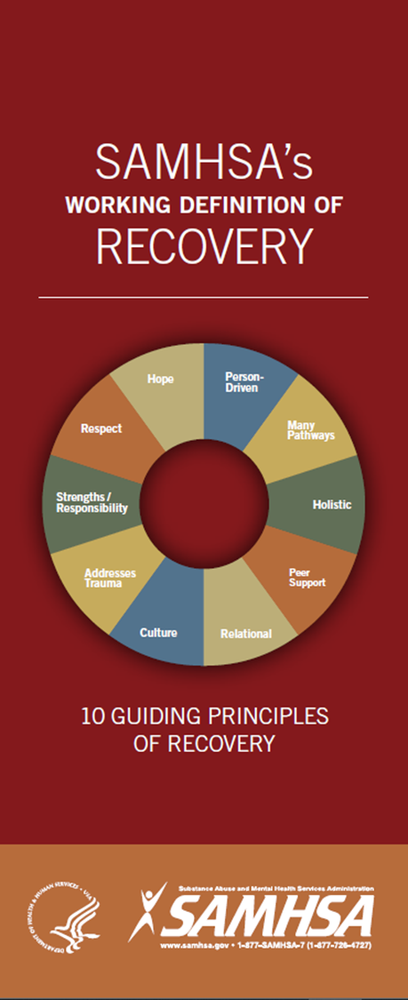 SAMHSA's
WORKING DEFINITION OF
RECOVERY
Hope
Person-
Driven
Many
Pathways
Holistic
Peer
Support
Relational
Culture
Addresses
Trauma
Strengths /
Responsibility
Respect
10 GUIDING PRINCIPLES
OF RECOVERY
DEPARTMENT OF HEALTH & HUMAN SERVICES • USA
Substance Abuse and Mental Health Services Administration
SAMHSA
www.samhsa.gov • 1-877-SAMHSA-7 (1-877-726-4727)